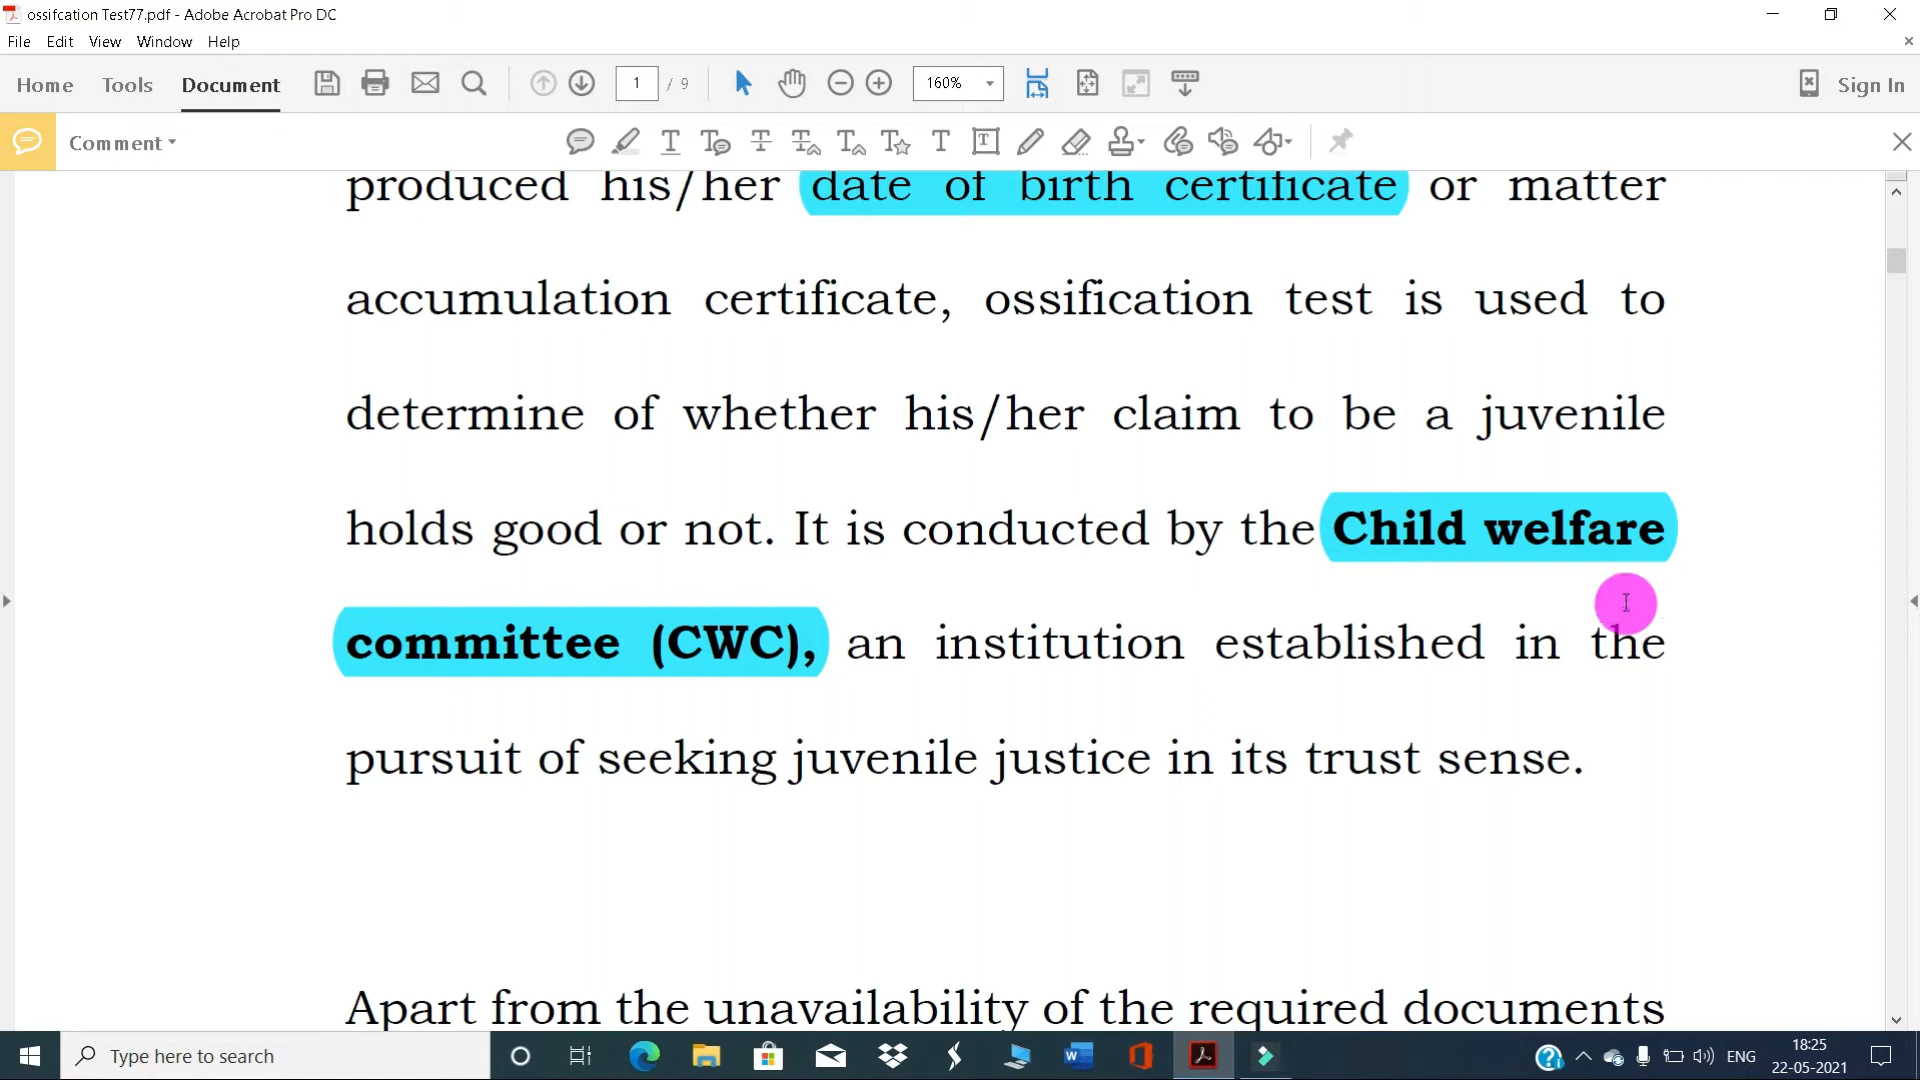 ossifcation Test77.pdf - Adobe Acrobat Pro DC
File Edit View Window Help
Home Tools Document 1 / 9 160% Sign In
Comment
produced his/her date of birth certificate or matter
accumulation certificate, ossification test is used to
determine of whether his/her claim to be a juvenile
holds good or not. It is conducted by the Child welfare
committee (CWC), an institution established in the
pursuit of seeking juvenile justice in its trust sense.
Apart from the unavailability of the required documents
Type here to search ENG 18:25
22-05-2021